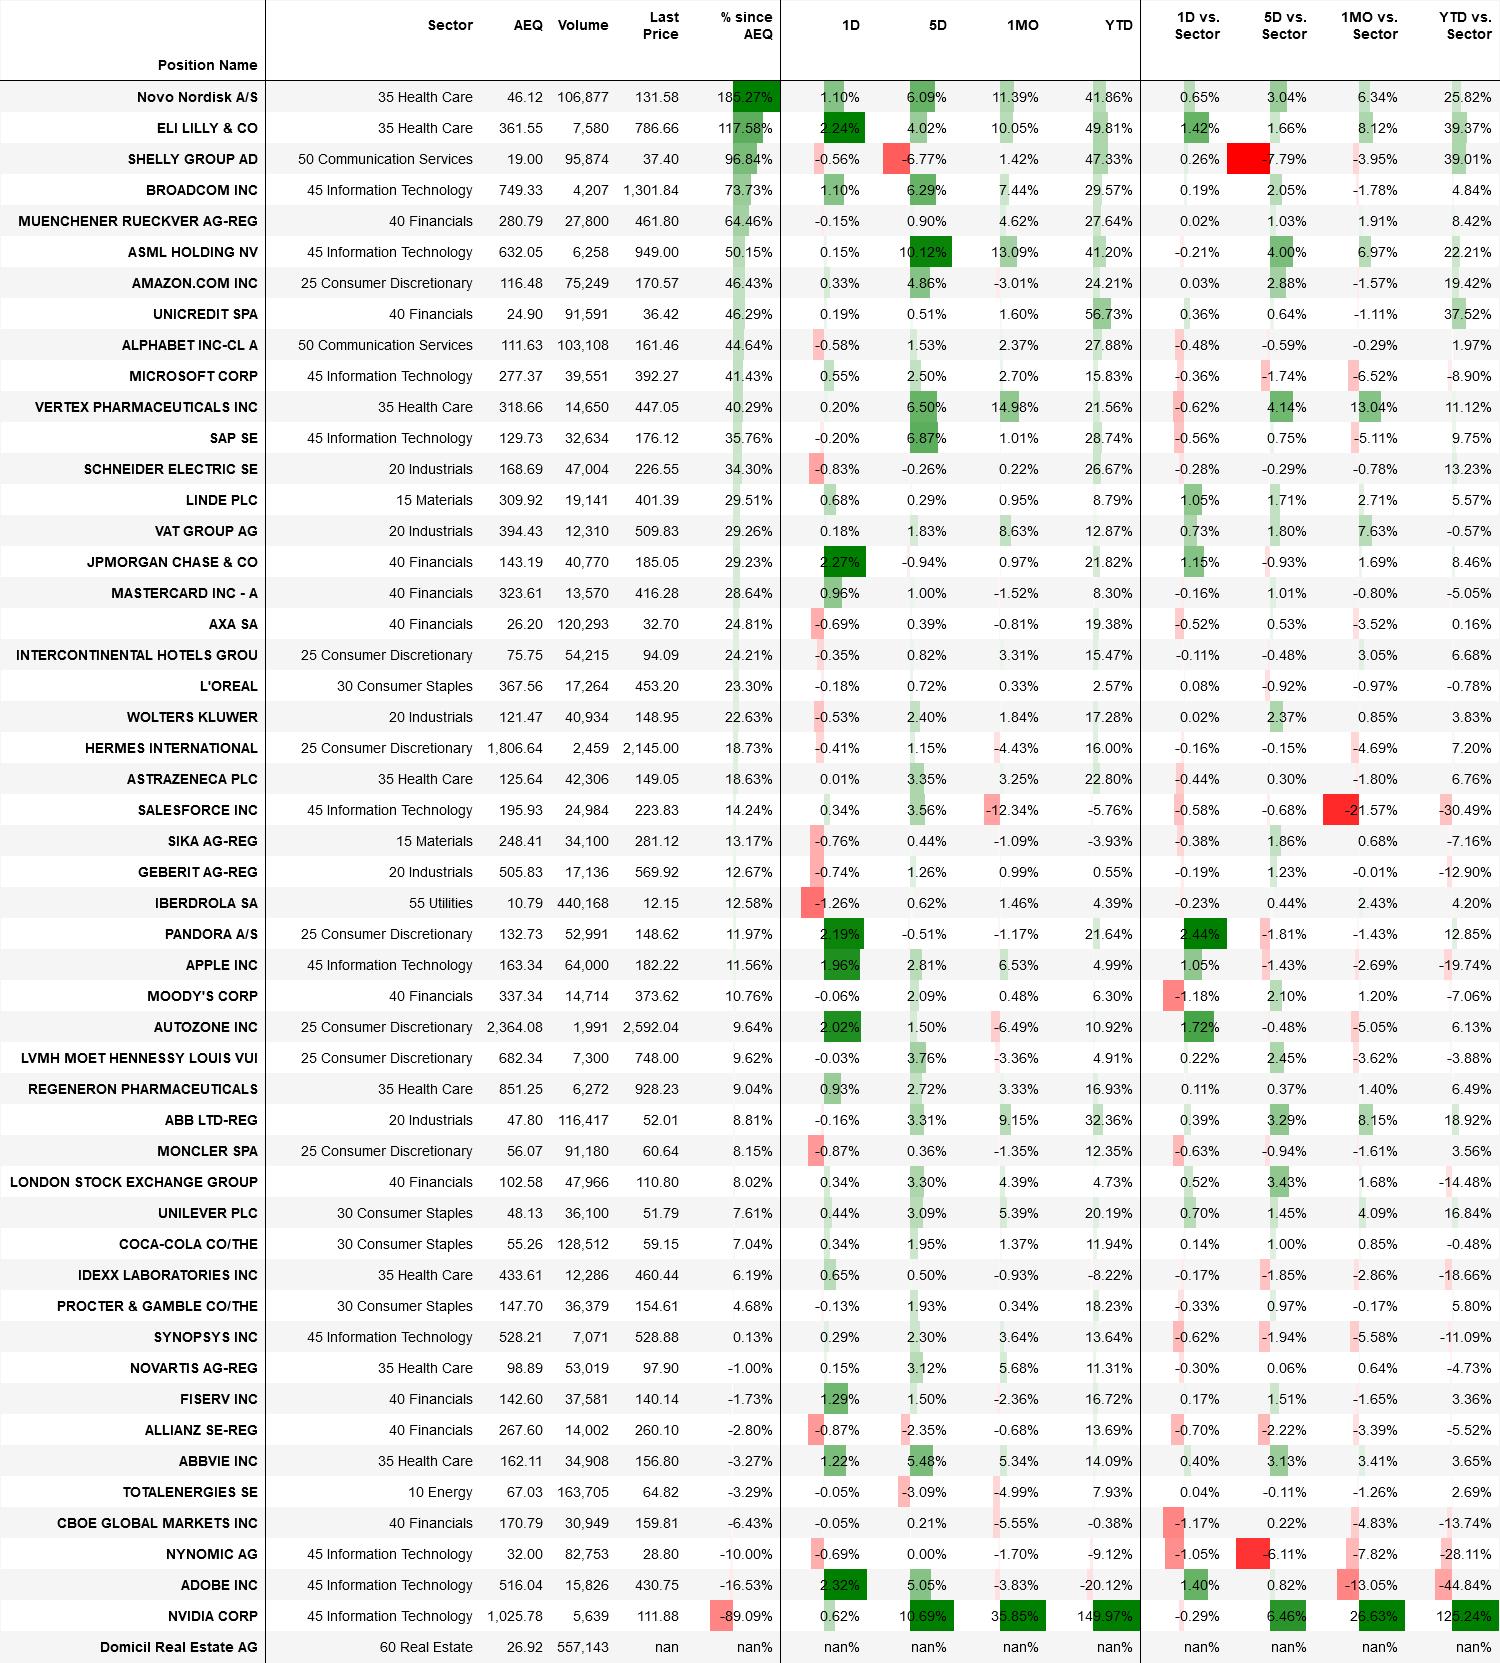 Sector AEQ Volume Last Price % since AEQ 1D 5D 1MO YTD 1D vs. Sector 5D vs. Sector 1MO vs. Sector YTD vs. Sector
Position Name
Novo Nordisk A/S 35 Health Care 46.12 106,877 131.58 185.27% 1.10% 6.09% 11.39% 41.86% 0.65% 3.04% 6.34% 25.82%
ELI LILLY & CO 35 Health Care 361.55 7,580 786.66 117.58% 2.24% 4.02% 10.05% 49.81% 1.42% 1.66% 8.12% 39.37%
SHELLY GROUP AD 50 Communication Services 19.00 95,874 37.40 96.84% -0.56% -6.77% 1.42% 47.33% 0.26% -7.79% -3.95% 39.01%
BROADCOM INC 45 Information Technology 749.33 4,207 1,301.84 73.73% 1.10% 6.29% 7.44% 29.57% 0.19% 2.05% -1.78% 4.84%
MUENCHENER RUECKVER AG-REG 40 Financials 280.79 27,800 461.80 64.46% -0.15% 0.90% 4.62% 27.64% 0.02% 1.03% 1.91% 8.42%
ASML HOLDING NV 45 Information Technology 632.05 6,258 949.00 50.15% 0.15% 10.12% 13.09% 41.20% -0.21% 4.00% 6.97% 22.21%
AMAZON.COM INC 25 Consumer Discretionary 116.48 75,249 170.57 46.43% 0.33% 4.86% -3.01% 24.21% 0.03% 2.88% -1.57% 19.42%
UNICREDIT SPA 40 Financials 24.90 91,591 36.42 46.29% 0.19% 0.51% 1.60% 56.73% 0.36% 0.64% -1.11% 37.52%
ALPHABET INC-CL A 50 Communication Services 111.63 103,108 161.46 44.64% -0.58% 1.53% 2.37% 27.88% -0.48% -0.59% -0.29% 1.97%
MICROSOFT CORP 45 Information Technology 277.37 39,551 392.27 41.43% 0.55% 2.50% 2.70% 15.83% -0.36% -1.74% -6.52% -8.90%
VERTEX PHARMACEUTICALS INC 35 Health Care 318.66 14,650 447.05 40.29% 0.20% 6.50% 14.98% 21.56% -0.62% 4.14% 13.04% 11.12%
SAP SE 45 Information Technology 129.73 32,634 176.12 35.76% -0.20% 6.87% 1.01% 28.74% -0.56% 0.75% -5.11% 9.75%
SCHNEIDER ELECTRIC SE 20 Industrials 168.69 47,004 226.55 34.30% -0.83% -0.26% 0.22% 26.67% -0.28% -0.29% -0.78% 13.23%
LINDE PLC 15 Materials 309.92 19,141 401.39 29.51% 0.68% 0.29% 0.95% 8.79% 1.05% 1.71% 2.71% 5.57%
VAT GROUP AG 20 Industrials 394.43 12,310 509.83 29.26% 0.18% 1.83% 8.63% 12.87% 0.73% 1.80% 7.63% -0.57%
JPMORGAN CHASE & CO 40 Financials 143.19 40,770 185.05 29.23% 2.27% -0.94% 0.97% 21.82% 1.15% -0.93% 1.69% 8.46%
MASTERCARD INC - A 40 Financials 323.61 13,570 416.28 28.64% 0.96% 1.00% -1.52% 8.30% -0.16% 1.01% -0.80% -5.05%
AXA SA 40 Financials 26.20 120,293 32.70 24.81% -0.69% 0.39% -0.81% 19.38% -0.52% 0.53% -3.52% 0.16%
INTERCONTINENTAL HOTELS GROU 25 Consumer Discretionary 75.75 54,215 94.09 24.21% -0.35% 0.82% 3.31% 15.47% -0.11% -0.48% 3.05% 6.68%
L'OREAL 30 Consumer Staples 367.56 17,264 453.20 23.30% -0.18% 0.72% 0.33% 2.57% 0.08% -0.92% -0.97% -0.78%
WOLTERS KLUWER 20 Industrials 121.47 40,934 148.95 22.63% -0.53% 2.40% 1.84% 17.28% 0.02% 2.37% 0.85% 3.83%
HERMES INTERNATIONAL 25 Consumer Discretionary 1,806.64 2,459 2,145.00 18.73% -0.41% 1.15% -4.43% 16.00% -0.16% -0.15% -4.69% 7.20%
ASTRAZENECA PLC 35 Health Care 125.64 42,306 149.05 18.63% 0.01% 3.35% 3.25% 22.80% -0.44% 0.30% -1.80% 6.76%
SALESFORCE INC 45 Information Technology 195.93 24,984 223.83 14.24% 0.34% 3.56% -12.34% -5.76% -0.58% -0.68% -21.57% -30.49%
SIKA AG-REG 15 Materials 248.41 34,100 281.12 13.17% -0.76% 0.44% -1.09% -3.93% -0.38% 1.86% 0.68% -7.16%
GEBERIT AG-REG 20 Industrials 505.83 17,136 569.92 12.67% -0.74% 1.26% 0.99% 0.55% -0.19% 1.23% -0.01% -12.90%
IBERDROLA SA 55 Utilities 10.79 440,168 12.15 12.58% -1.26% 0.62% 1.46% 4.39% -0.23% 0.44% 2.43% 4.20%
PANDORA A/S 25 Consumer Discretionary 132.73 52,991 148.62 11.97% 2.19% -0.51% -1.17% 21.64% 2.44% -1.81% -1.43% 12.85%
APPLE INC 45 Information Technology 163.34 64,000 182.22 11.56% 1.96% 2.81% 6.53% 4.99% 1.05% -1.43% -2.69% -19.74%
MOODY'S CORP 40 Financials 337.34 14,714 373.62 10.76% -0.06% 2.09% 0.48% 6.30% -1.18% 2.10% 1.20% -7.06%
AUTOZONE INC 25 Consumer Discretionary 2,364.08 1,991 2,592.04 9.64% 2.02% 1.50% -6.49% 10.92% 1.72% -0.48% -5.05% 6.13%
LVMH MOET HENNESSY LOUIS VUI 25 Consumer Discretionary 682.34 7,300 748.00 9.62% -0.03% 3.76% -3.36% 4.91% 0.22% 2.45% -3.62% -3.88%
REGENERON PHARMACEUTICALS 35 Health Care 851.25 6,272 928.23 9.04% 0.93% 2.72% 3.33% 16.93% 0.11% 0.37% 1.40% 6.49%
ABB LTD-REG 20 Industrials 47.80 116,417 52.01 8.81% -0.16% 3.31% 9.15% 32.36% 0.39% 3.29% 8.15% 18.92%
MONCLER SPA 25 Consumer Discretionary 56.07 91,180 60.64 8.15% -0.87% 0.36% -1.35% 12.35% -0.63% -0.94% -1.61% 3.56%
LONDON STOCK EXCHANGE GROUP 40 Financials 102.58 47,966 110.80 8.02% 0.34% 3.30% 4.39% 4.73% 0.52% 3.43% 1.68% -14.48%
UNILEVER PLC 30 Consumer Staples 48.13 36,100 51.79 7.61% 0.44% 3.09% 5.39% 20.19% 0.70% 1.45% 4.09% 16.84%
COCA-COLA CO/THE 30 Consumer Staples 55.26 128,512 59.15 7.04% 0.34% 1.95% 1.37% 11.94% 0.14% 1.00% 0.85% -0.48%
IDEXX LABORATORIES INC 35 Health Care 433.61 12,286 460.44 6.19% 0.65% 0.50% -0.93% -8.22% -0.17% -1.85% -2.86% -18.66%
PROCTER & GAMBLE CO/THE 30 Consumer Staples 147.70 36,379 154.61 4.68% -0.13% 1.93% 0.34% 18.23% -0.33% 0.97% -0.17% 5.80%
SYNOPSYS INC 45 Information Technology 528.21 7,071 528.88 0.13% 0.29% 2.30% 3.64% 13.64% -0.62% -1.94% -5.58% -11.09%
NOVARTIS AG-REG 35 Health Care 98.89 53,019 97.90 -1.00% 0.15% 3.12% 5.68% 11.31% -0.30% 0.06% 0.64% -4.73%
FISERV INC 40 Financials 142.60 37,581 140.14 -1.73% 1.29% 1.50% -2.36% 16.72% 0.17% 1.51% -1.65% 3.36%
ALLIANZ SE-REG 40 Financials 267.60 14,002 260.10 -2.80% -0.87% -2.35% -0.68% 13.69% -0.70% -2.22% -3.39% -5.52%
ABBVIE INC 35 Health Care 162.11 34,908 156.80 -3.27% 1.22% 5.48% 5.34% 14.09% 0.40% 3.13% 3.41% 3.65%
TOTALENERGIES SE 10 Energy 67.03 163,705 64.82 -3.29% -0.05% -3.09% -4.99% 7.93% 0.04% -0.11% -1.26% 2.69%
CBOE GLOBAL MARKETS INC 40 Financials 170.79 30,949 159.81 -6.43% -0.05% 0.21% -5.55% -0.38% -1.17% 0.22% -4.83% -13.74%
NYNOMIC AG 45 Information Technology 32.00 82,753 28.80 -10.00% -0.69% 0.00% -1.70% -9.12% -1.05% -6.11% -7.82% -28.11%
ADOBE INC 45 Information Technology 516.04 15,826 430.75 -16.53% 2.32% 5.05% -3.83% -20.12% 1.40% 0.82% -13.05% -44.84%
NVIDIA CORP 45 Information Technology 1,025.78 5,639 111.88 -89.09% 0.62% 10.69% 35.85% 149.97% -0.29% 6.46% 26.63% 125.24%
Domicil Real Estate AG 60 Real Estate 26.92 557,143 nan nan% nan% nan% nan% nan% nan% nan% nan% nan%